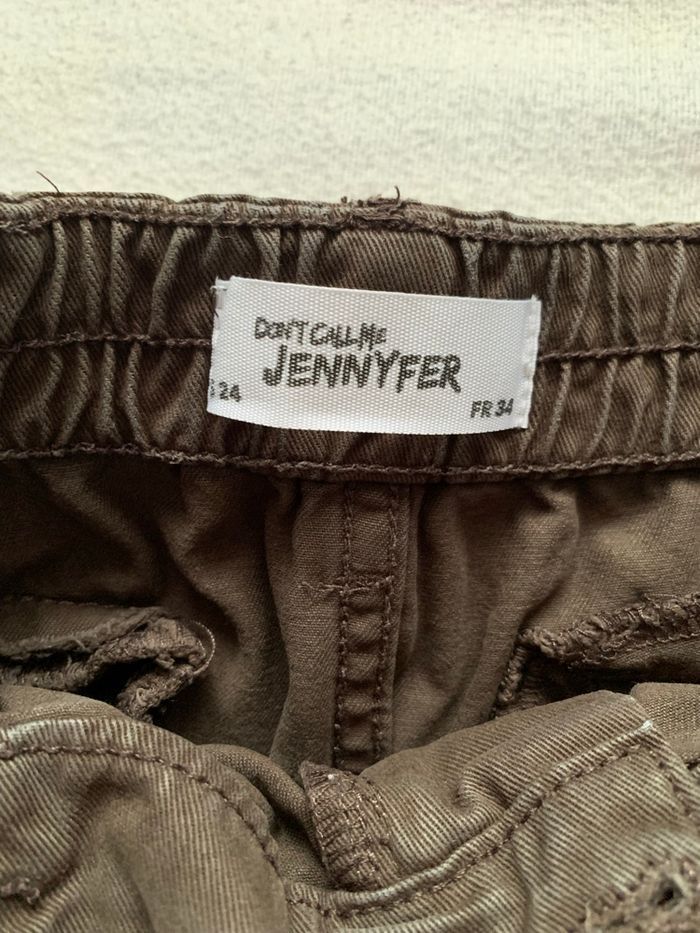 DON'T CALL ME
JENNYFER
24
FR 34